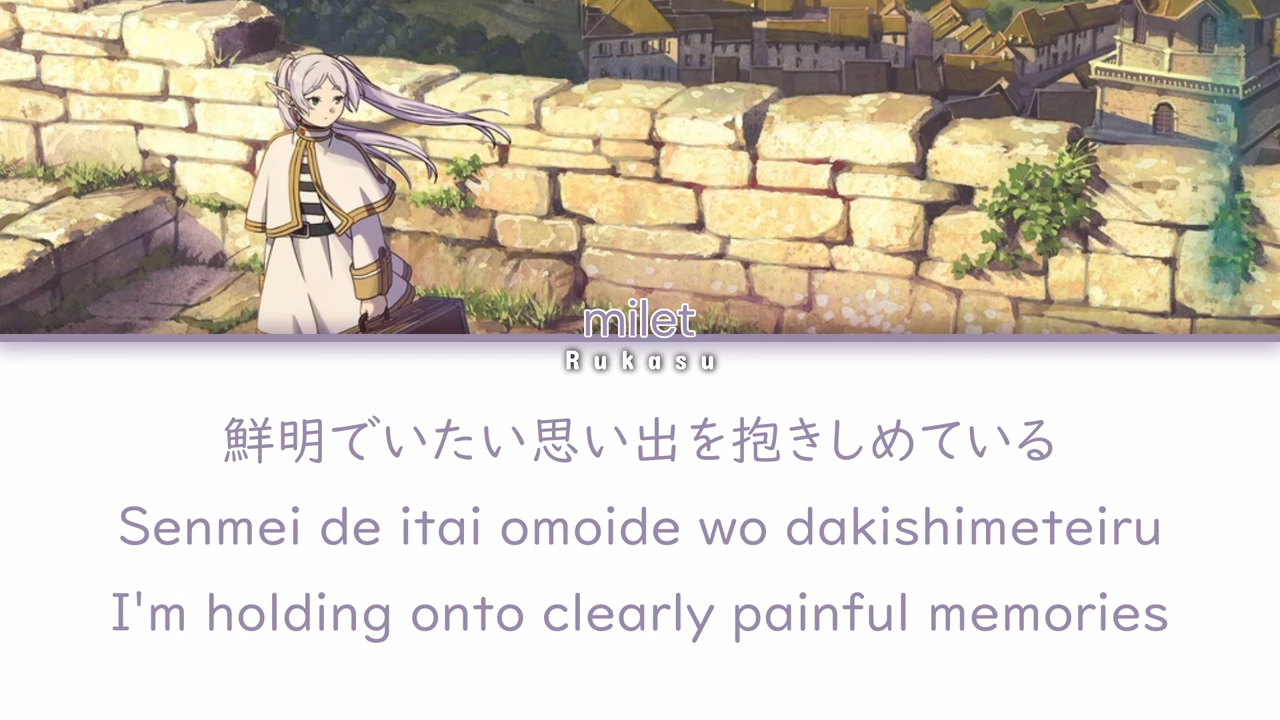 milet
Rukasu
鮮明でいたい思い出を抱きしめている
Senmei de itai omoide wo dakishimeteiru
I'm holding onto clearly painful memories